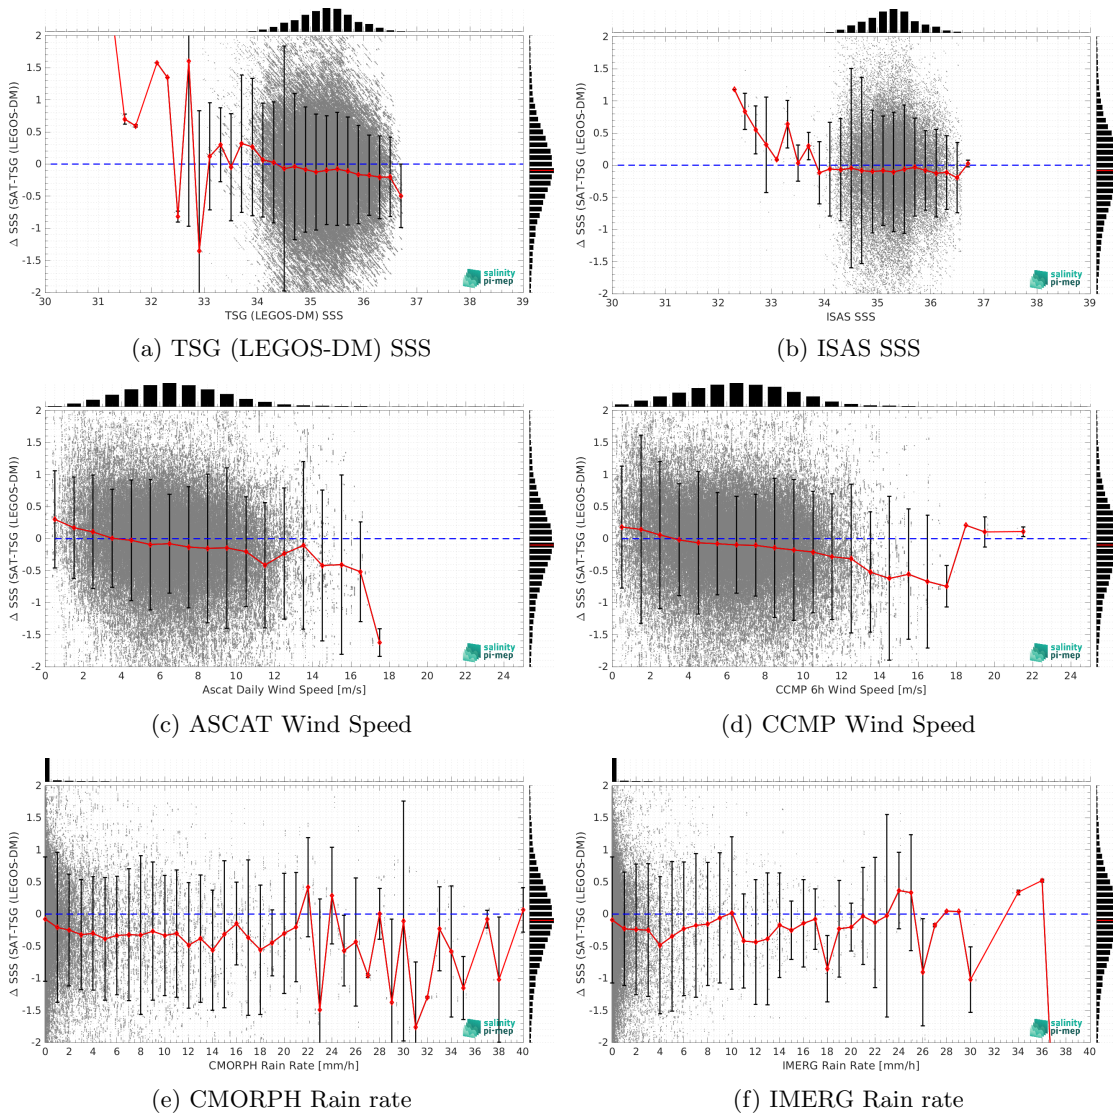 Δ SSS (SAT-TSG (LEGOS-DM))
2
1.5
1
0.5
0
-0.5
-1
-1.5
-2
30 31 32 33 34 35 36 37 38 39
TSG (LEGOS-DM) SSS
salinity
pi-mep
(a) TSG (LEGOS-DM) SSS
Δ SSS (SAT-TSG (LEGOS-DM))
2
1.5
1
0.5
0
-0.5
-1
-1.5
-2
30 31 32 33 34 35 36 37 38 39
ISAS SSS
salinity
pi-mep
(b) ISAS SSS
Δ SSS (SAT-TSG (LEGOS-DM))
2
1.5
1
0.5
0
-0.5
-1
-1.5
-2
0 2 4 6 8 10 12 14 16 18 20 22 24
Ascat Daily Wind Speed [m/s]
salinity
pi-mep
(c) ASCAT Wind Speed
Δ SSS (SAT-TSG (LEGOS-DM))
2
1.5
1
0.5
0
-0.5
-1
-1.5
-2
0 2 4 6 8 10 12 14 16 18 20 22 24
CCMP 6h Wind Speed [m/s]
salinity
pi-mep
(d) CCMP Wind Speed
Δ SSS (SAT-TSG (LEGOS-DM))
2
1.5
1
0.5
0
-0.5
-1
-1.5
-2
0 2 4 6 8 10 12 14 16 18 20 22 24 26 28 30 32 34 36 38 40
CMORPH Rain Rate [mm/h]
salinity
pi-mep
(e) CMORPH Rain rate
Δ SSS (SAT-TSG (LEGOS-DM))
2
1.5
1
0.5
0
-0.5
-1
-1.5
-2
0 2 4 6 8 10 12 14 16 18 20 22 24 26 28 30 32 34 36 38 40
IMERG Rain Rate [mm/h]
salinity
pi-mep
(f) IMERG Rain rate